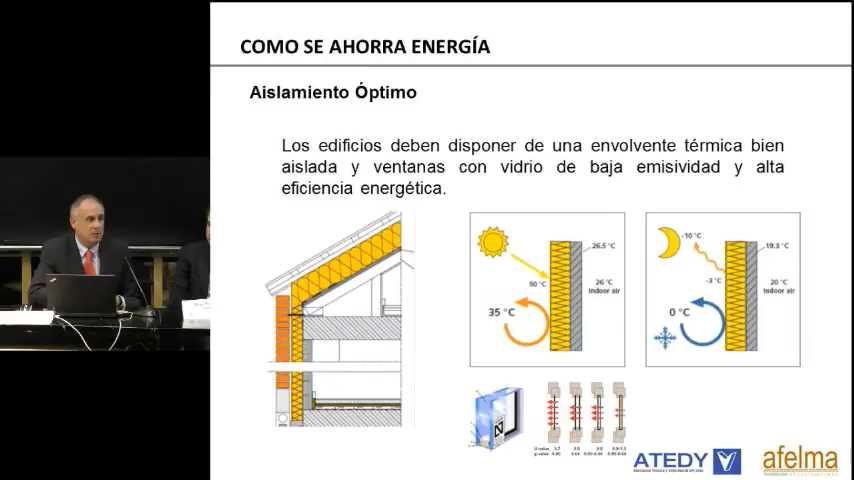 COMO SE AHORRA ENERGÍA
Aislamiento Óptimo
Los edificios deben disponer de una envolvente térmica bien
aislada y ventanas con vidrio de baja emisividad y alta
eficiencia energética.
26.5 °C
50 °C
26 °C
Indoor air
35 °C
-10 °C
19.3 °C
-3 °C
20 °C
Indoor air
0 °C
U-value
g-value
ATEDY
afelma